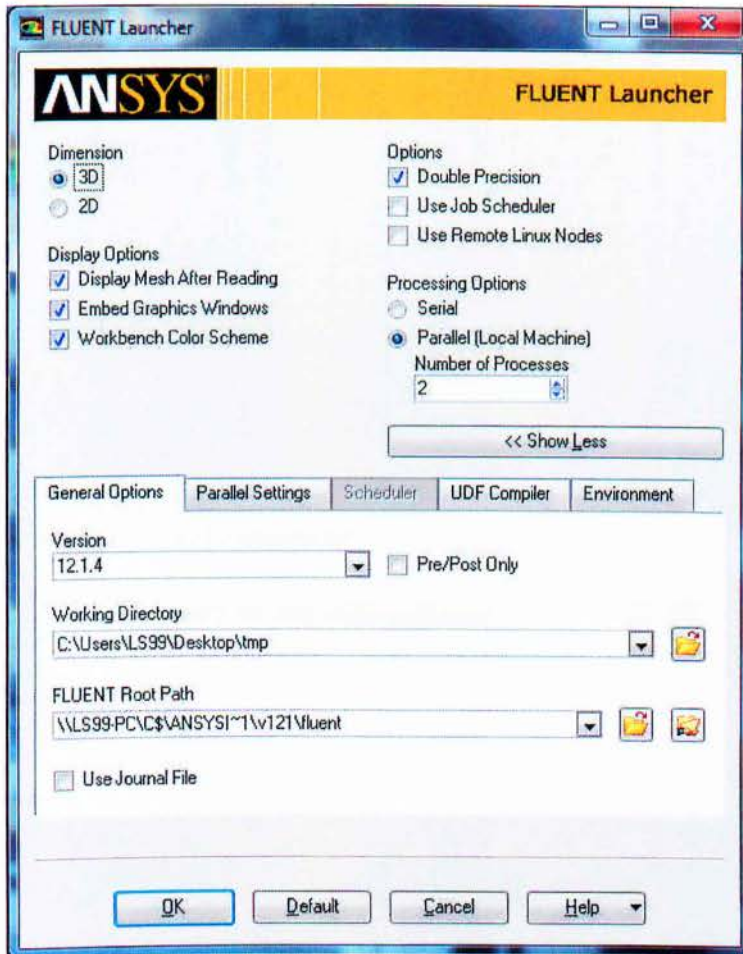 FLUENT Launcher
ANSYS
FLUENT Launcher
Dimension
3D
2D
Display Options
Display Mesh After Reading
Embed Graphics Windows
Workbench Color Scheme
Options
Double Precision
Use Job Scheduler
Use Remote Linux Nodes
Processing Options
Serial
Parallel (Local Machine)
Number of Processes
2
<< Show Less
General Options Parallel Settings Scheduler UDF Compiler Environment
Version
12.1.4 Pre/Post Only
Working Directory
C:\Users\LS99\Desktop\tmp
FLUENT Root Path
\\LS99-PC\C$\ANSYSI~1\v121\fluent
Use Journal File
OK Default Cancel Help